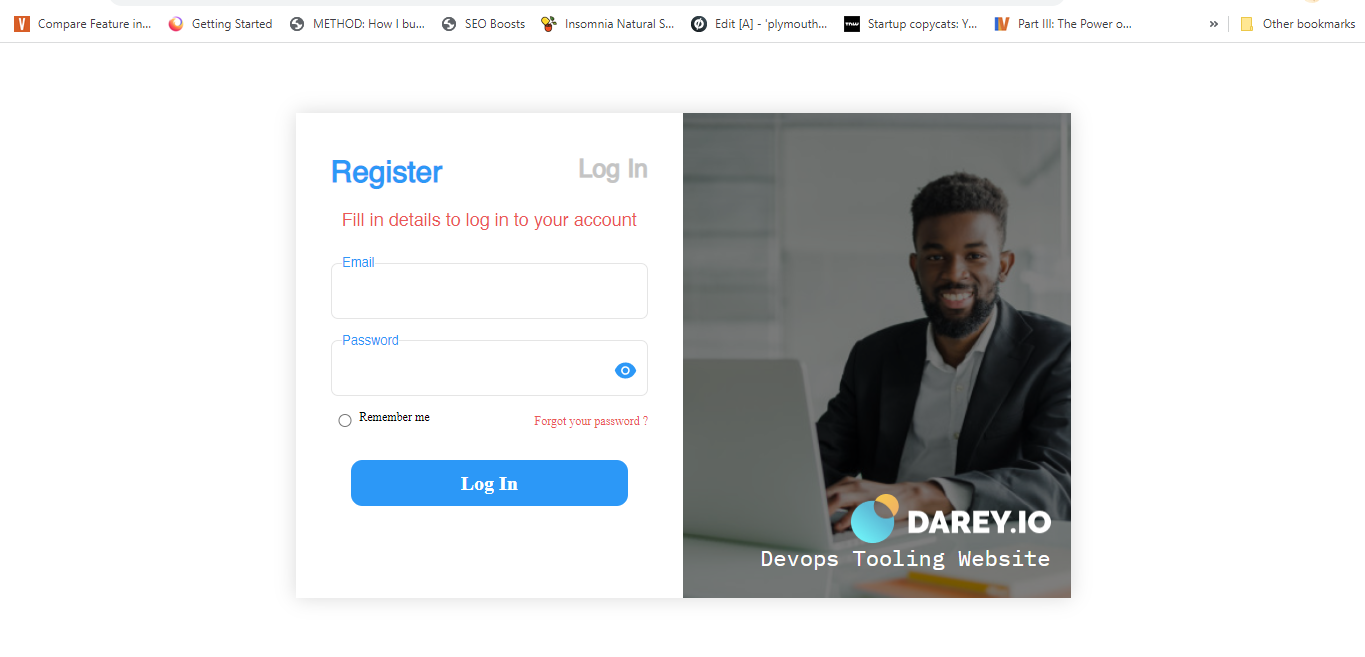 Compare Feature in... Getting Started METHOD: How I bu... SEO Boosts Insomnia Natural S... Edit [A] - 'plymouth... TNW Startup copycats: Y... Part III: The Power o... » Other bookmarks
Register Log In
Fill in details to log in to your account
Email
Password
Remember me Forgot your password ?
Log In
DAREY.IO
Devops Tooling Website